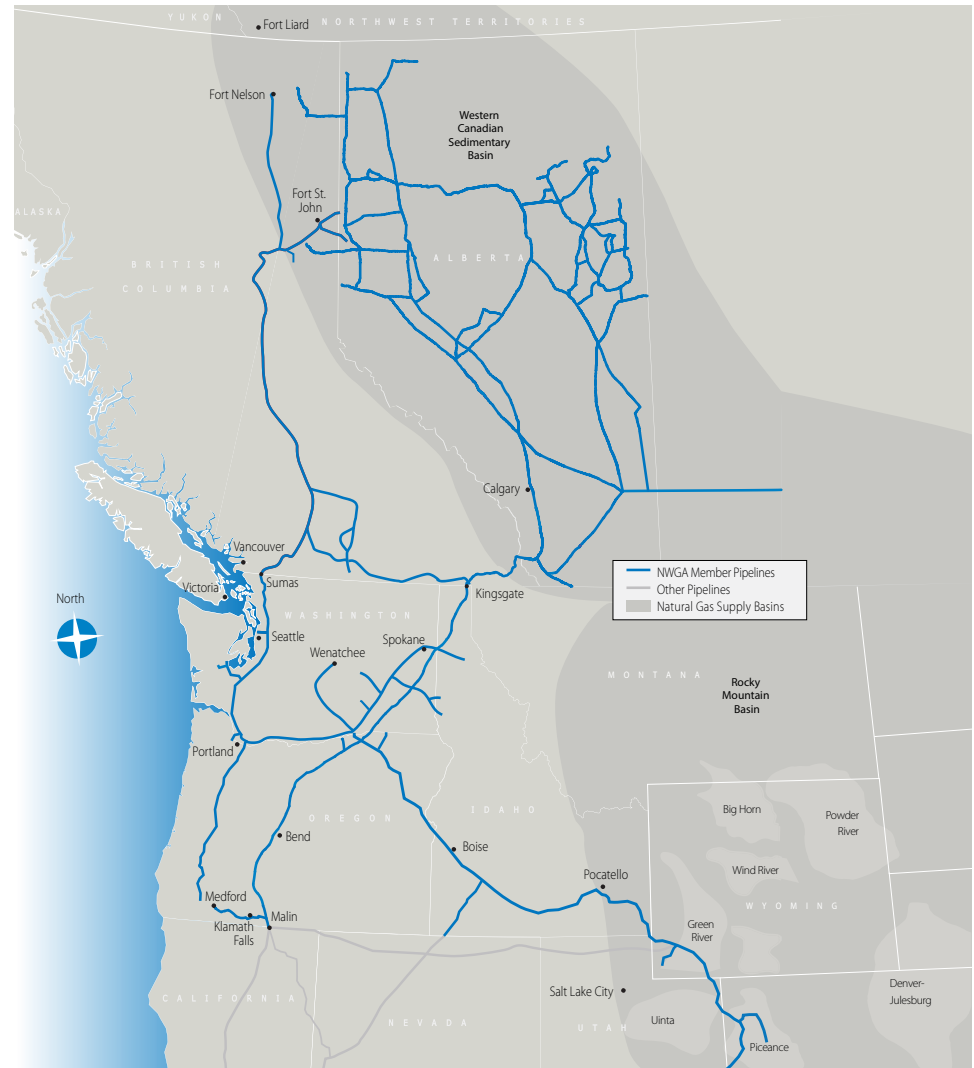 YUKON
NORTHWEST TERRITORIES
Fort Liard
Fort Nelson
Western
Canadian
Sedimentary
Basin
Fort St.
John
ALASKA
ALBERTA
BRITISH
COLUMBIA
Calgary
Vancouver
Sumas
Victoria
Kingsgate
NWGA Member Pipelines
Other Pipelines
Natural Gas Supply Basins
North
WASHINGTON
Seattle
Spokane
Wenatchee
MONTANA
Rocky
Mountain
Basin
Portland
IDAHO
OREGON
Big Horn
Powder
River
Bend
Boise
Wind River
Pocatello
Medford
WYOMING
Klamath
Falls
Malin
Green
River
Salt Lake City
Denver-
Julesburg
CALIFORNIA
NEVADA
UTAH
Uinta
Piceance